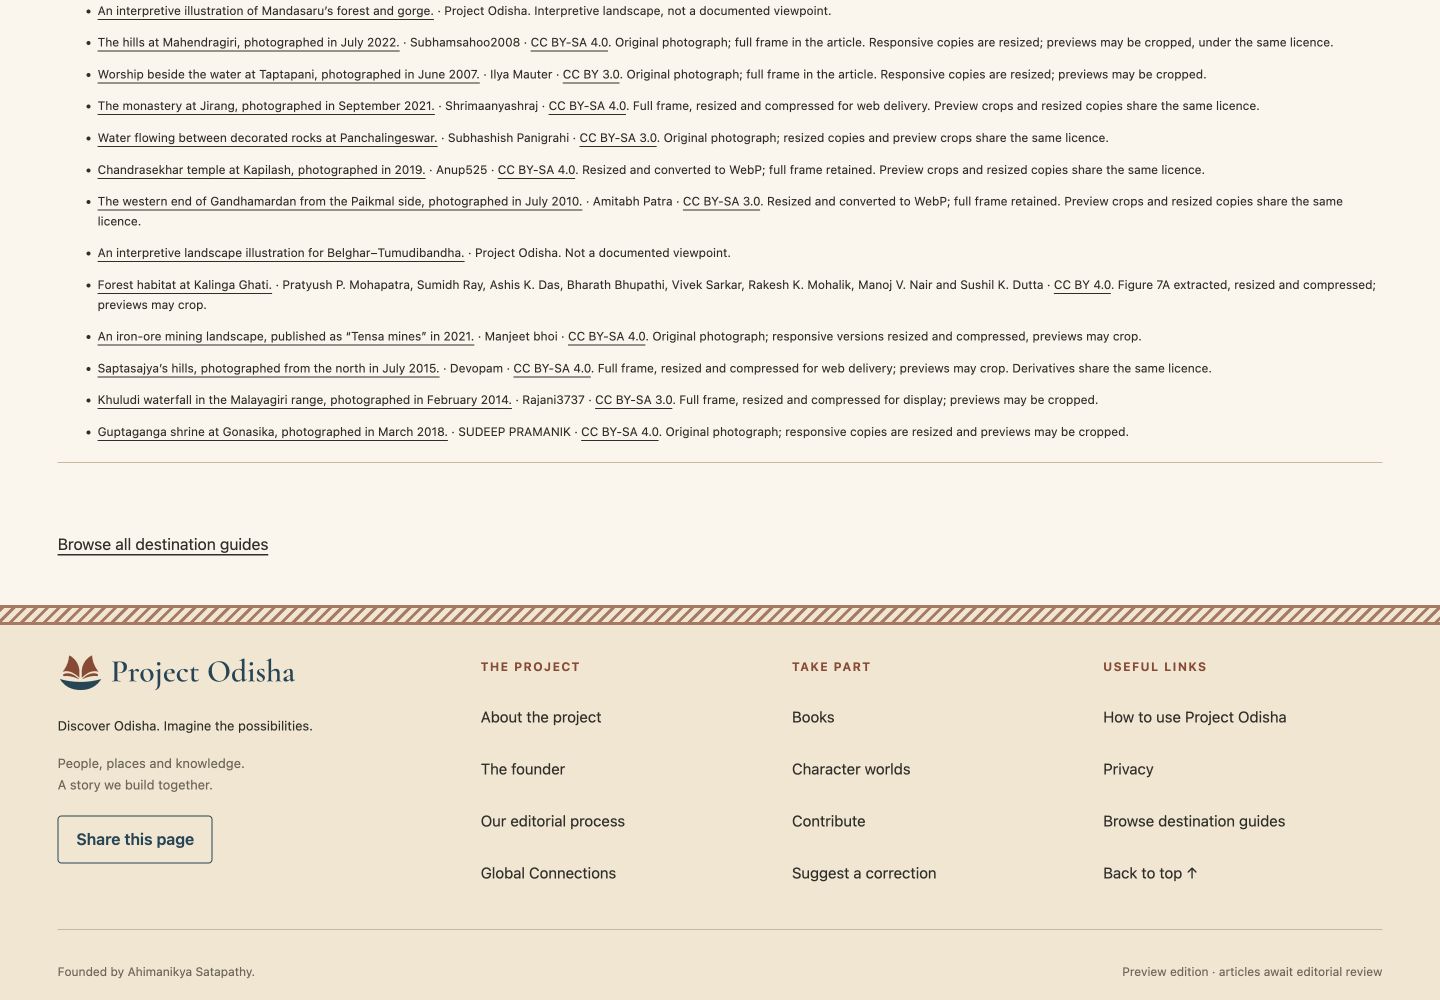 • An interpretive illustration of Mandasaru’s forest and gorge. · Project Odisha. Interpretive landscape, not a documented viewpoint.
• The hills at Mahendragiri, photographed in July 2022. · Subhamsahoo2008 · CC BY-SA 4.0. Original photograph; full frame in the article. Responsive copies are resized; previews may be cropped, under the same licence.
• Worship beside the water at Taptapani, photographed in June 2007. · Ilya Mauter · CC BY 3.0. Original photograph; full frame in the article. Responsive copies are resized; previews may be cropped.
• The monastery at Jirang, photographed in September 2021. · Shrimaanyashraj · CC BY-SA 4.0. Full frame, resized and compressed for web delivery. Preview crops and resized copies share the same licence.
• Water flowing between decorated rocks at Panchalingeswar. · Subhashish Panigrahi · CC BY-SA 3.0. Original photograph; resized copies and preview crops share the same licence.
• Chandrasekhar temple at Kapilash, photographed in 2019. · Anup525 · CC BY-SA 4.0. Resized and converted to WebP; full frame retained. Preview crops and resized copies share the same licence.
• The western end of Gandhamardan from the Paikmal side, photographed in July 2010. · Amitabh Patra · CC BY-SA 3.0. Resized and converted to WebP; full frame retained. Preview crops and resized copies share the same
licence.
• An interpretive landscape illustration for Belghar–Tumudibandha. · Project Odisha. Not a documented viewpoint.
• Forest habitat at Kalinga Ghati. · Pratyush P. Mohapatra, Sumidh Ray, Ashis K. Das, Bharath Bhupathi, Vivek Sarkar, Rakesh K. Mohalik, Manoj V. Nair and Sushil K. Dutta · CC BY 4.0. Figure 7A extracted, resized and compressed;
previews may crop.
• An iron-ore mining landscape, published as “Tensa mines” in 2021. · Manjeet bhoi · CC BY-SA 4.0. Original photograph; responsive versions resized and compressed, previews may crop.
• Saptasajya’s hills, photographed from the north in July 2015. · Devopam · CC BY-SA 4.0. Full frame, resized and compressed for web delivery; previews may crop. Derivatives share the same licence.
• Khuludi waterfall in the Malayagiri range, photographed in February 2014. · Rajani3737 · CC BY-SA 3.0. Full frame, resized and compressed for display; previews may be cropped.
• Guptaganga shrine at Gonasika, photographed in March 2018. · SUDEEP PRAMANIK · CC BY-SA 4.0. Original photograph; responsive copies are resized and previews may be cropped.
Browse all destination guides
Project Odisha
Discover Odisha. Imagine the possibilities.
People, places and knowledge.
A story we build together.
Share this page
THE PROJECT
About the project
The founder
Our editorial process
Global Connections
TAKE PART
Books
Character worlds
Contribute
Suggest a correction
USEFUL LINKS
How to use Project Odisha
Privacy
Browse destination guides
Back to top ↑
Founded by Ahimanikya Satapathy.
Preview edition · articles await editorial review